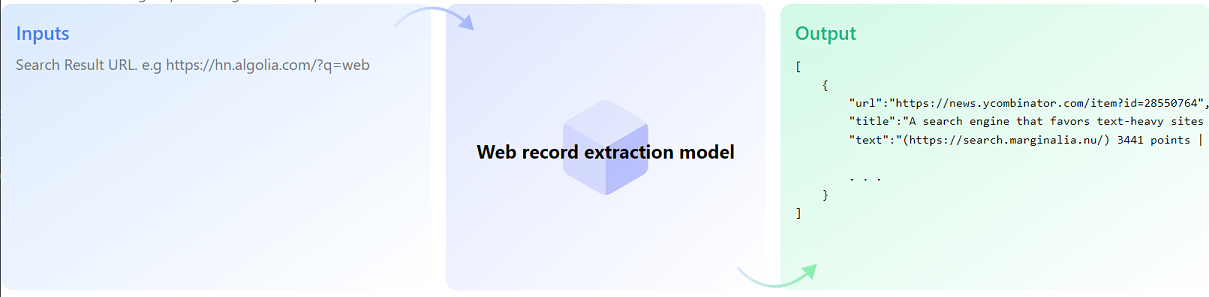 Inputs
Search Result URL. e.g https://hn.algolia.com/?q=web
Web record extraction model
Output
[
{
"url":"https://news.ycombinator.com/item?id=28550764",
"title":"A search engine that favors text-heavy sites
"text":"(https://search.marginalia.nu/) 3441 points |
. . .
}
]